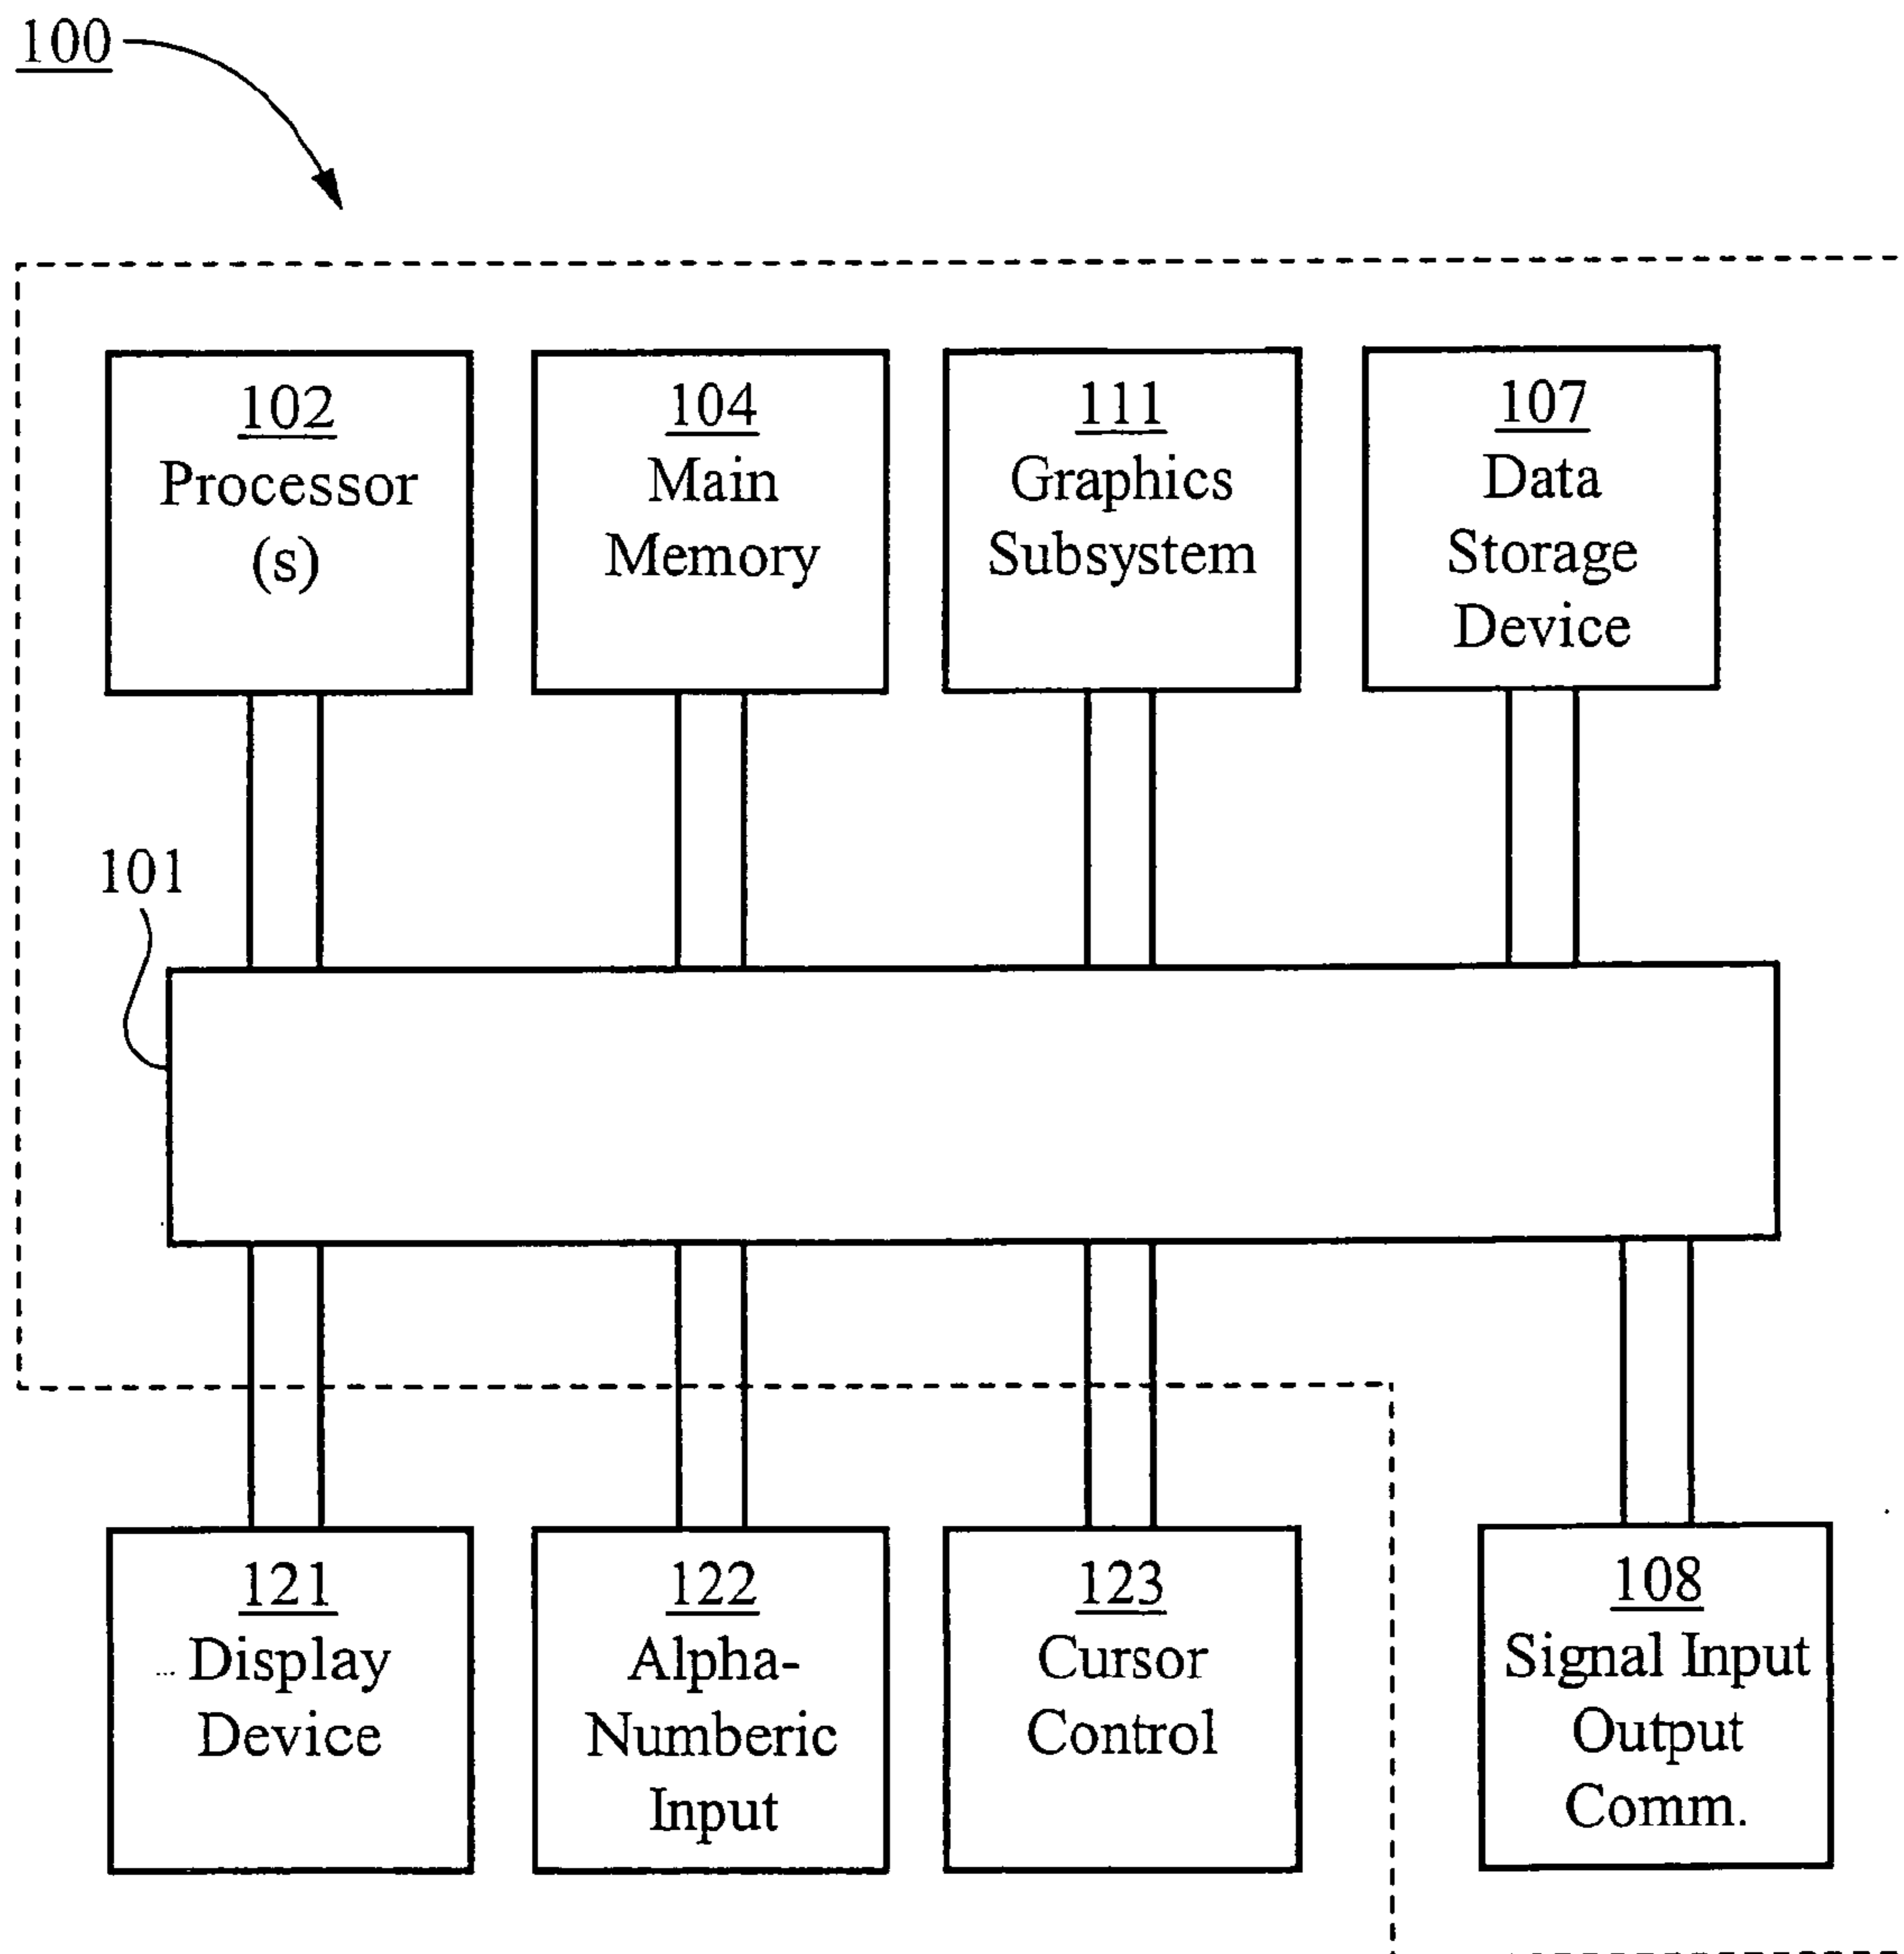 100
102
Processor
(s)
104
Main
Memory
111
Graphics
Subsystem
107
Data
Storage
Device
101
121
Display
Device
122
Alpha-
Numberic
Input
123
Cursor
Control
108
Signal Input
Output
Comm.